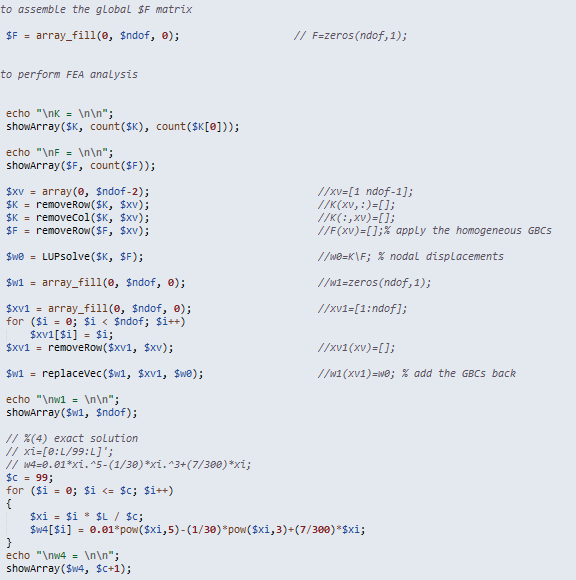 to assemble the global $F matrix
$F = array_fill(0, $ndof, 0); // F=zeros(ndof,1);
to perform FEA analysis
echo "\nK = \n\n";
showArray($K, count($K), count($K[0]));
echo "\nF = \n\n";
showArray($F, count($F));
$xv = array(0, $ndof-2); //xv=[1 ndof-1];
$K = removeRow($K, $xv); //K(xv,:)=[];
$K = removeCol($K, $xv); //K(:,xv)=[];
$F = removeRow($F, $xv); //F(xv)=[];% apply the homogeneous GBCs
$w0 = LUPsolve($K, $F); //w0=K\F; % nodal displacements
$w1 = array_fill(0, $ndof, 0); //w1=zeros(ndof,1);
$xv1 = array_fill(0, $ndof, 0); //xv1=[1:ndof];
for ($i = 0; $i < $ndof; $i++)
$xv1[$i] = $i;
$xv1 = removeRow($xv1, $xv); //xv1(xv)=[];
$w1 = replaceVec($w1, $xv1, $w0); //w1(xv1)=w0; % add the GBCs back
echo "\nw1 = \n\n";
showArray($w1, $ndof);
// %(4) exact solution
// xi=[0:L/99:L]';
// w4=0.01*xi.^5-(1/30)*xi.^3+(7/300)*xi;
$c = 99;
for ($i = 0; $i <= $c; $i++)
{
$xi = $i * $L / $c;
$w4[$i] = 0.01*pow($xi,5)-(1/30)*pow($xi,3)+(7/300)*$xi;
}
echo "\nw4 = \n\n";
showArray($w4, $c+1);